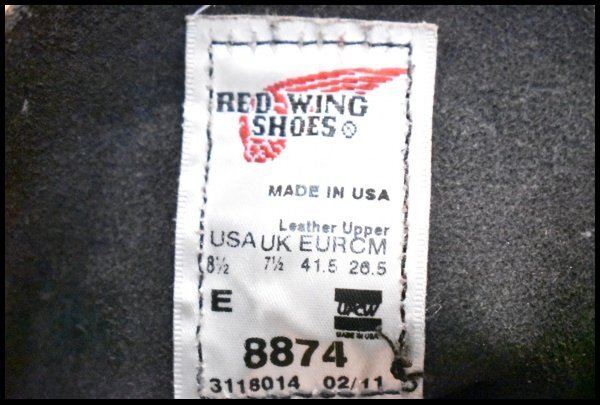 RED WING
SHOES®
MADE IN USA
Leather Upper
USA UK EUR CM
8½ 7½ 41.5 26.5
E
UFCW
MADE IN USA
8874
3118014 02/11